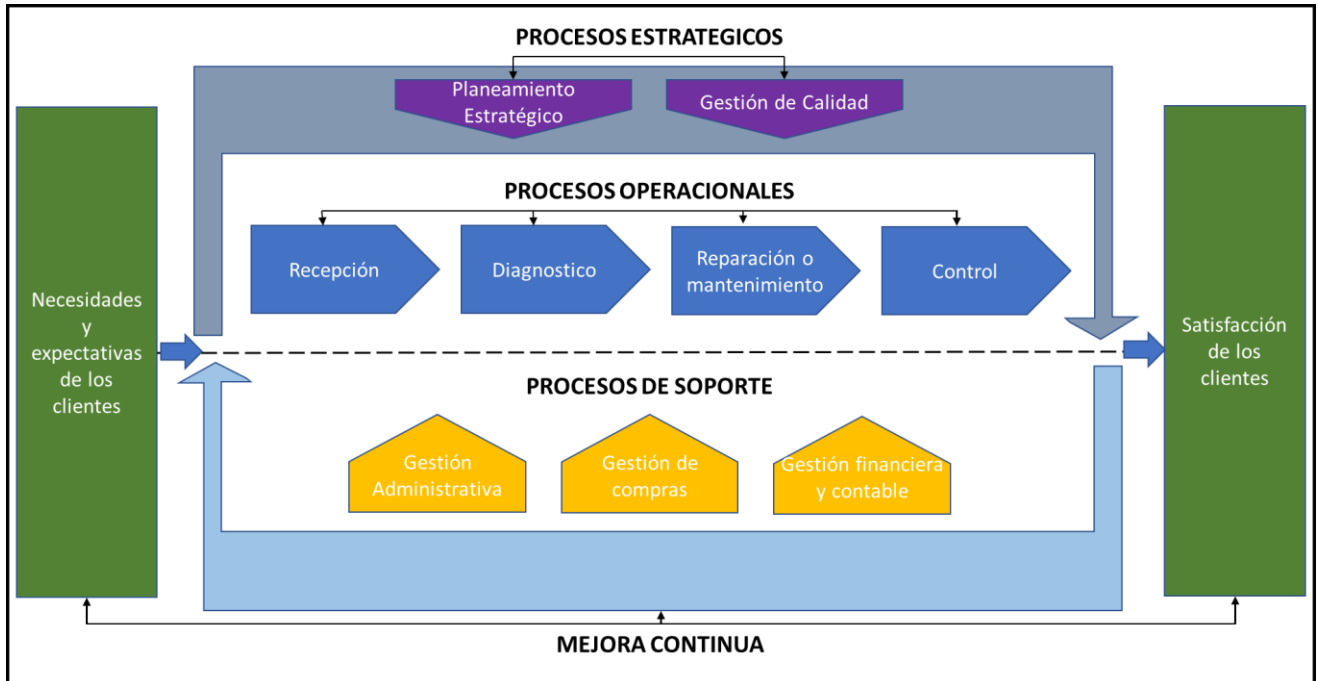 PROCESOS ESTRATEGICOS
Planeamiento
Estratégico
Gestión de Calidad
PROCESOS OPERACIONALES
Recepción
Diagnostico
Reparación o
mantenimiento
Control
Necesidades
y
expectativas
de los
clientes
Satisfacción
de los
clientes
PROCESOS DE SOPORTE
Gestión
Administrativa
Gestión de
compras
Gestión financiera
y contable
MEJORA CONTINUA